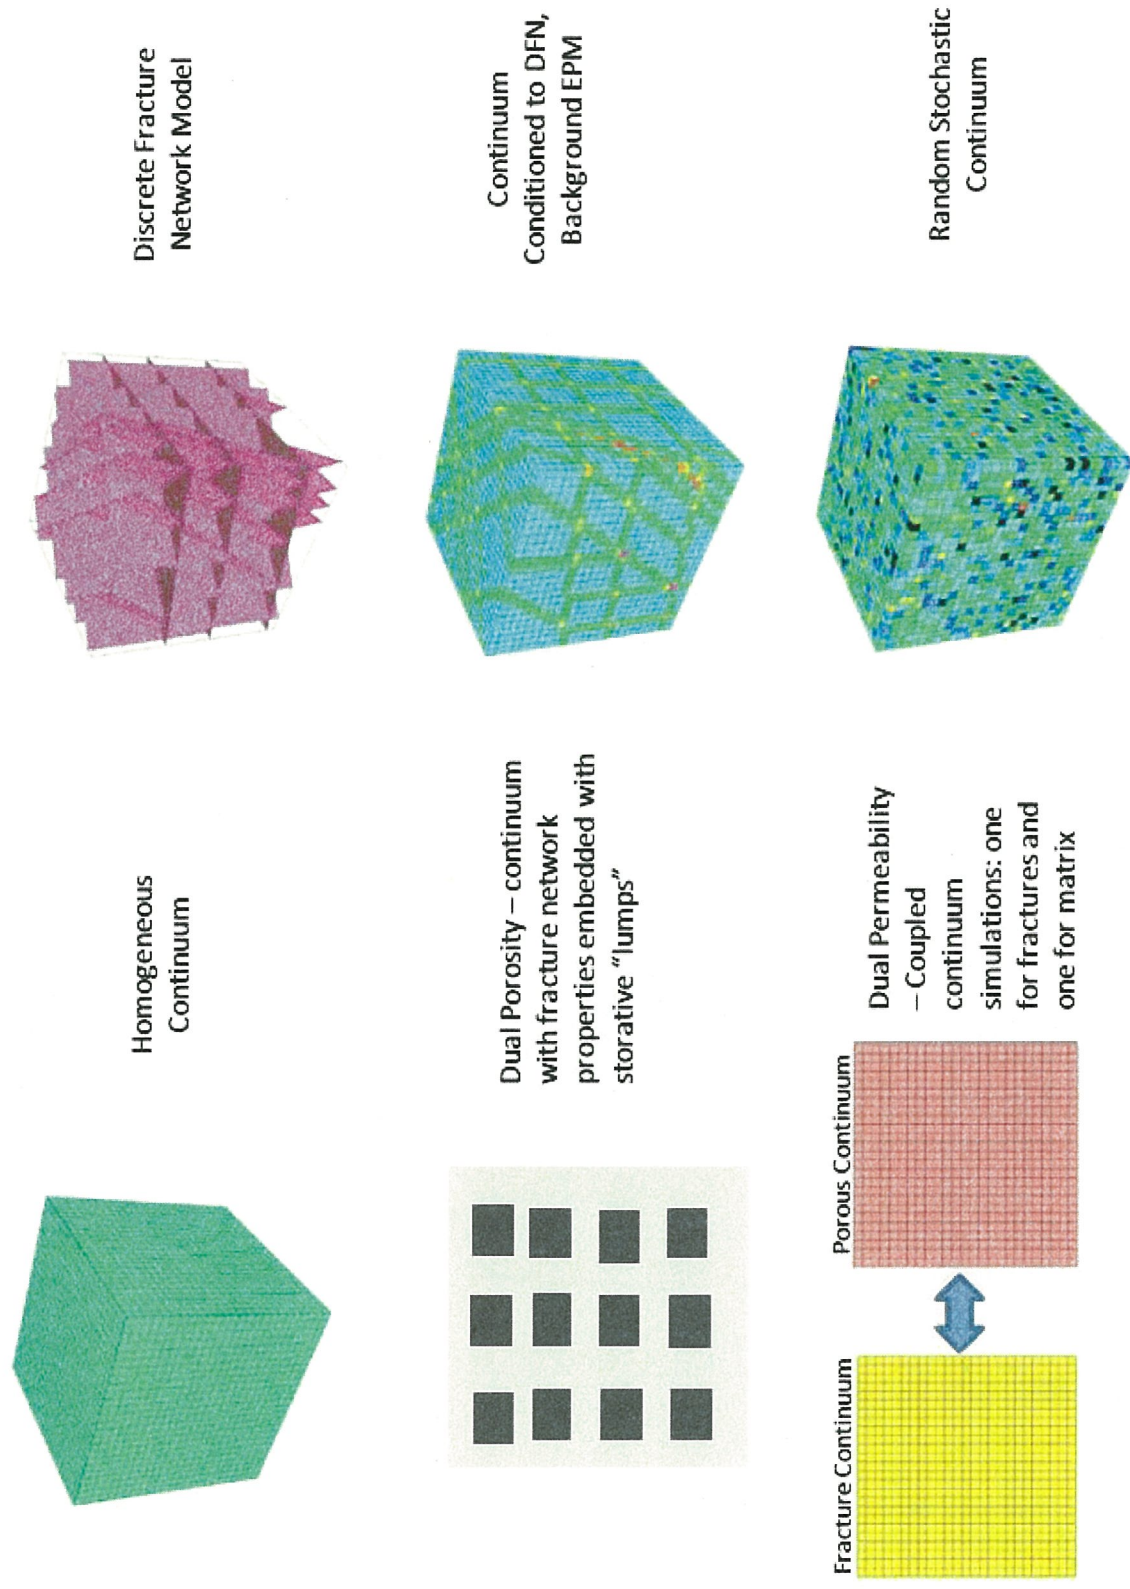 Homogeneous
Continuum
Discrete Fracture
Network Model
Dual Porosity – continuum
with fracture network
properties embedded with
storative “lumps”
Continuum
Conditioned to DFN,
Background EPM
Fracture Continuum
Porous Continuum
Dual Permeability
– Coupled
continuum
simulations: one
for fractures and
one for matrix
Random Stochastic
Continuum